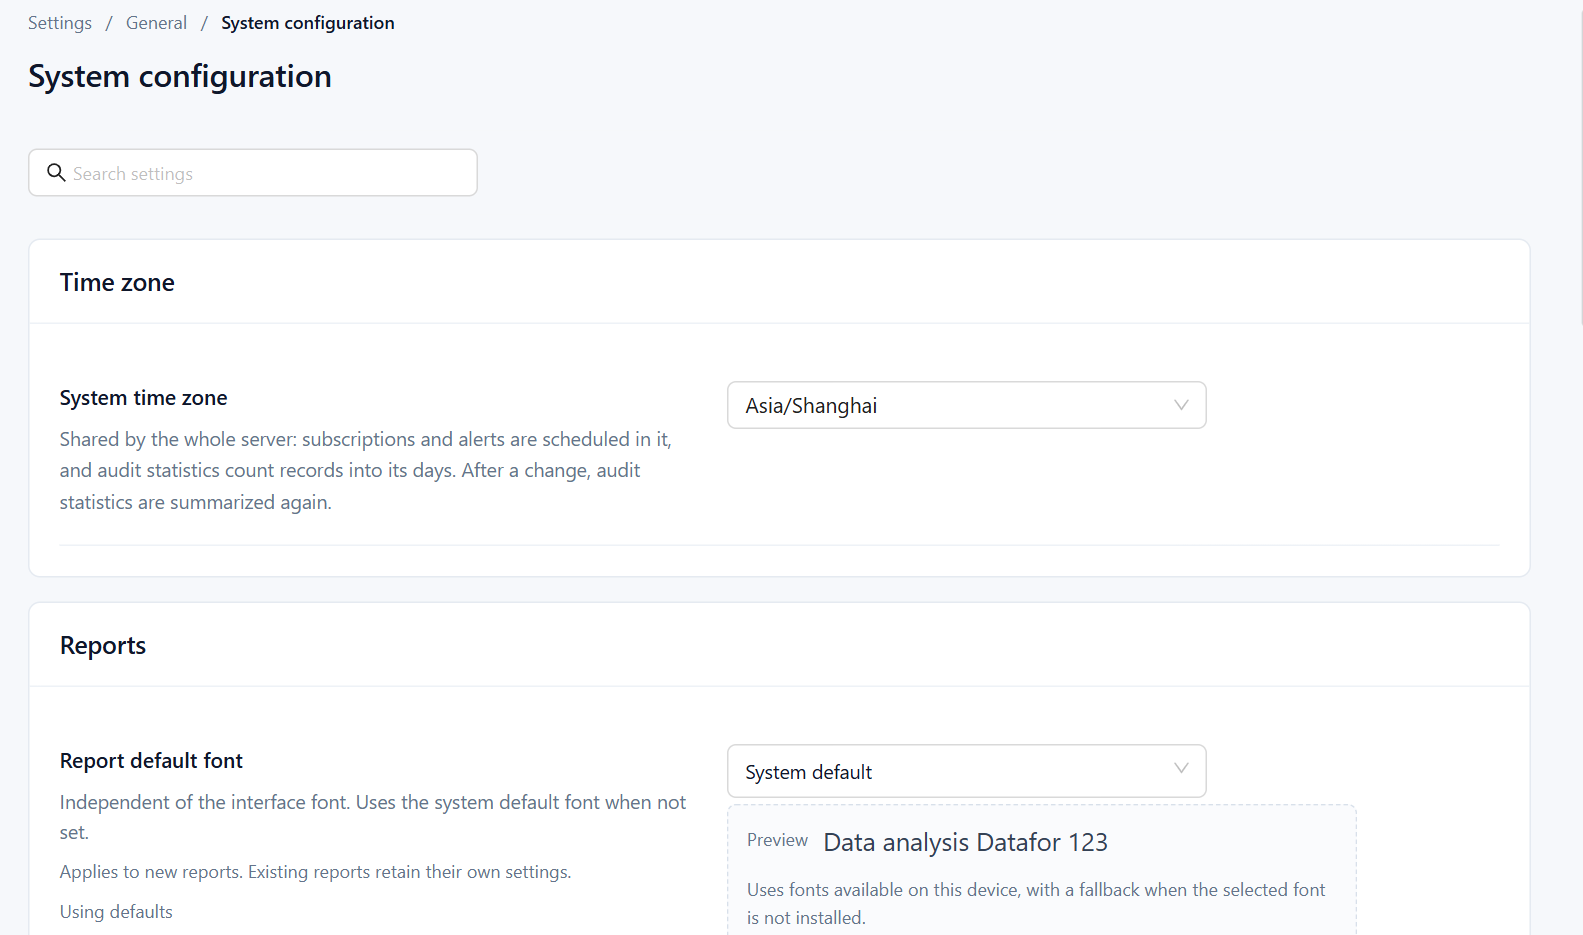 Settings / General / System configuration
System configuration
Search settings
Time zone
System time zone
Asia/Shanghai
Shared by the whole server: subscriptions and alerts are scheduled in it,
and audit statistics count records into its days. After a change, audit
statistics are summarized again.
Reports
Report default font
System default
Independent of the interface font. Uses the system default font when not
set.
Applies to new reports. Existing reports retain their own settings.
Using defaults
Preview Data analysis Datafor 123
Uses fonts available on this device, with a fallback when the selected font
is not installed.